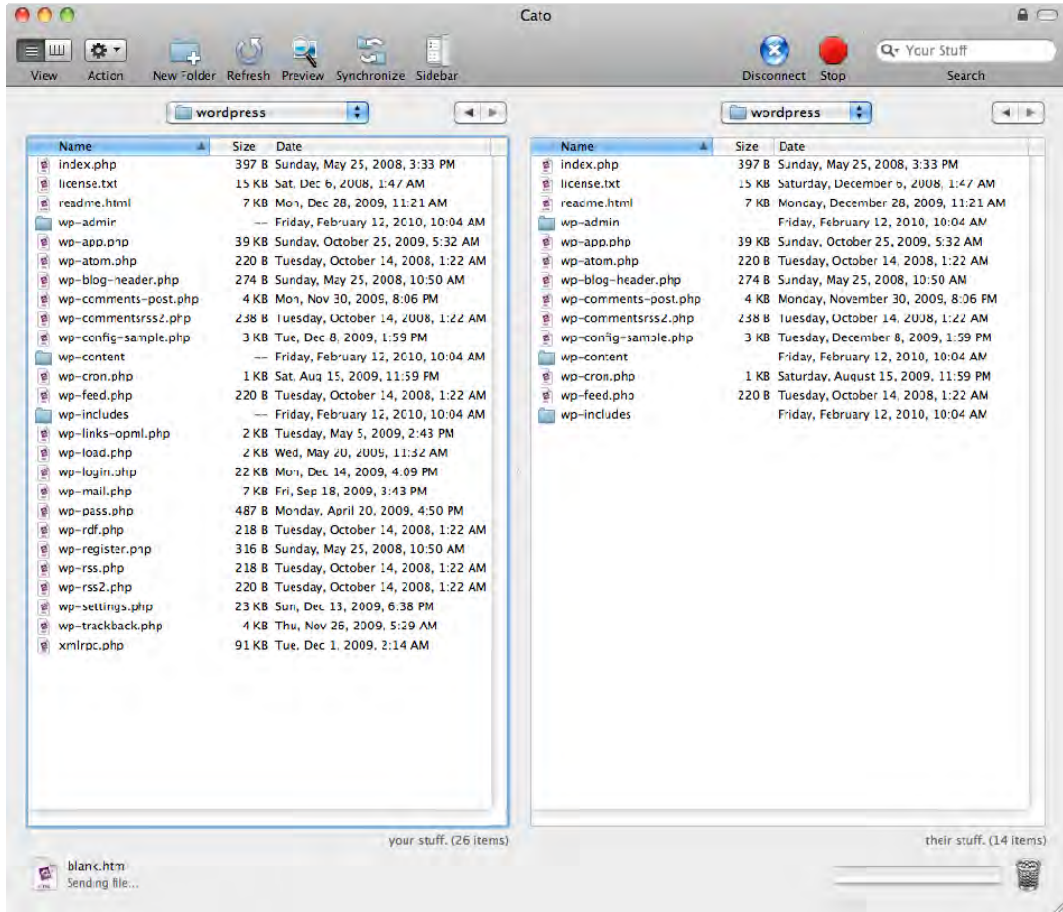 Cato
View Action New Folder Refresh Preview Synchronize Sidebar Disconnect Stop Search
Your Stuff
wordpress
wordpress
Name Size Date
index.php 397 B Sunday, May 25, 2008, 3:33 PM
license.txt 15 KB Sat, Dec 6, 2008, 1:47 AM
readme.html 7 KB Mon, Dec 28, 2009, 11:21 AM
wp-admin -- Friday, February 12, 2010, 10:04 AM
wp-app.php 39 KB Sunday, October 25, 2009, 5:32 AM
wp-atom.php 220 B Tuesday, October 14, 2008, 1:22 AM
wp-blog-header.php 274 B Sunday, May 25, 2008, 10:50 AM
wp-comments-post.php 4 KB Mon, Nov 30, 2009, 8:06 PM
wp-commentsrss2.php 238 B Tuesday, October 14, 2008, 1:22 AM
wp-config-sample.php 3 KB Tue, Dec 8, 2009, 1:59 PM
wp-content -- Friday, February 12, 2010, 10:04 AM
wp-cron.php 1 KB Sat, Aug 15, 2009, 11:59 PM
wp-feed.php 220 B Tuesday, October 14, 2008, 1:22 AM
wp-includes -- Friday, February 12, 2010, 10:04 AM
wp-links-opml.php 2 KB Tuesday, May 5, 2009, 2:43 PM
wp-load.php 2 KB Wed, May 20, 2009, 11:32 AM
wp-login.php 22 KB Mon, Dec 14, 2009, 4:09 PM
wp-mail.php 7 KB Fri, Sep 18, 2009, 3:43 PM
wp-pass.php 487 B Monday, April 20, 2009, 4:50 PM
wp-rdf.php 218 B Tuesday, October 14, 2008, 1:22 AM
wp-register.php 316 B Sunday, May 25, 2008, 10:50 AM
wp-rss.php 218 B Tuesday, October 14, 2008, 1:22 AM
wp-rss2.php 220 B Tuesday, October 14, 2008, 1:22 AM
wp-settings.php 23 KB Sun, Dec 13, 2009, 6:38 PM
wp-trackback.php 4 KB Thu, Nov 26, 2009, 5:29 AM
xmlrpc.php 91 KB Tue, Dec 1, 2009, 2:14 AM
your stuff. (26 items)
Name Size Date
index.php 397 B Sunday, May 25, 2008, 3:33 PM
license.txt 15 KB Saturday, December 6, 2008, 1:47 AM
readme.html 7 KB Monday, December 28, 2009, 11:21 AM
wp-admin Friday, February 12, 2010, 10:04 AM
wp-app.php 39 KB Sunday, October 25, 2009, 5:32 AM
wp-atom.php 220 B Tuesday, October 14, 2008, 1:22 AM
wp-blog-header.php 274 B Sunday, May 25, 2008, 10:50 AM
wp-comments-post.php 4 KB Monday, November 30, 2009, 8:06 PM
wp-commentsrss2.php 238 B Tuesday, October 14, 2008, 1:22 AM
wp-config-sample.php 3 KB Tuesday, December 8, 2009, 1:59 PM
wp-content Friday, February 12, 2010, 10:04 AM
wp-cron.php 1 KB Saturday, August 15, 2009, 11:59 PM
wp-feed.php 220 B Tuesday, October 14, 2008, 1:22 AM
wp-includes Friday, February 12, 2010, 10:04 AM
their stuff. (14 items)
blank.htm
Sending file...